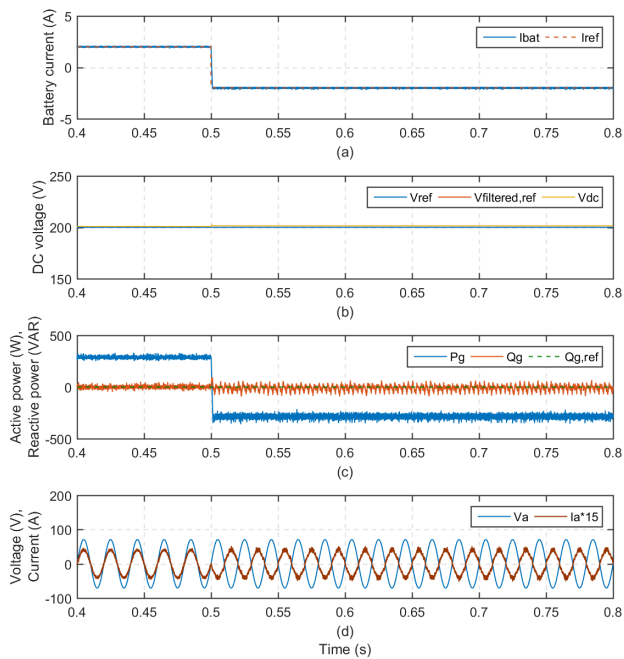 Battery current (A)
5
0
-5
Ibat Iref
0.4 0.45 0.5 0.55 0.6 0.65 0.7 0.75 0.8
(a)
DC voltage (V)
250
200
150
Vref Vfiltered,ref Vdc
0.4 0.45 0.5 0.55 0.6 0.65 0.7 0.75 0.8
(b)
Active power (W),
Reactive power (VAR)
500
0
-500
Pg Qg Qg,ref
0.4 0.45 0.5 0.55 0.6 0.65 0.7 0.75 0.8
(c)
Voltage (V),
Current (A)
200
100
0
-100
Va Ia*15
0.4 0.45 0.5 0.55 0.6 0.65 0.7 0.75 0.8
(d)
Time (s)